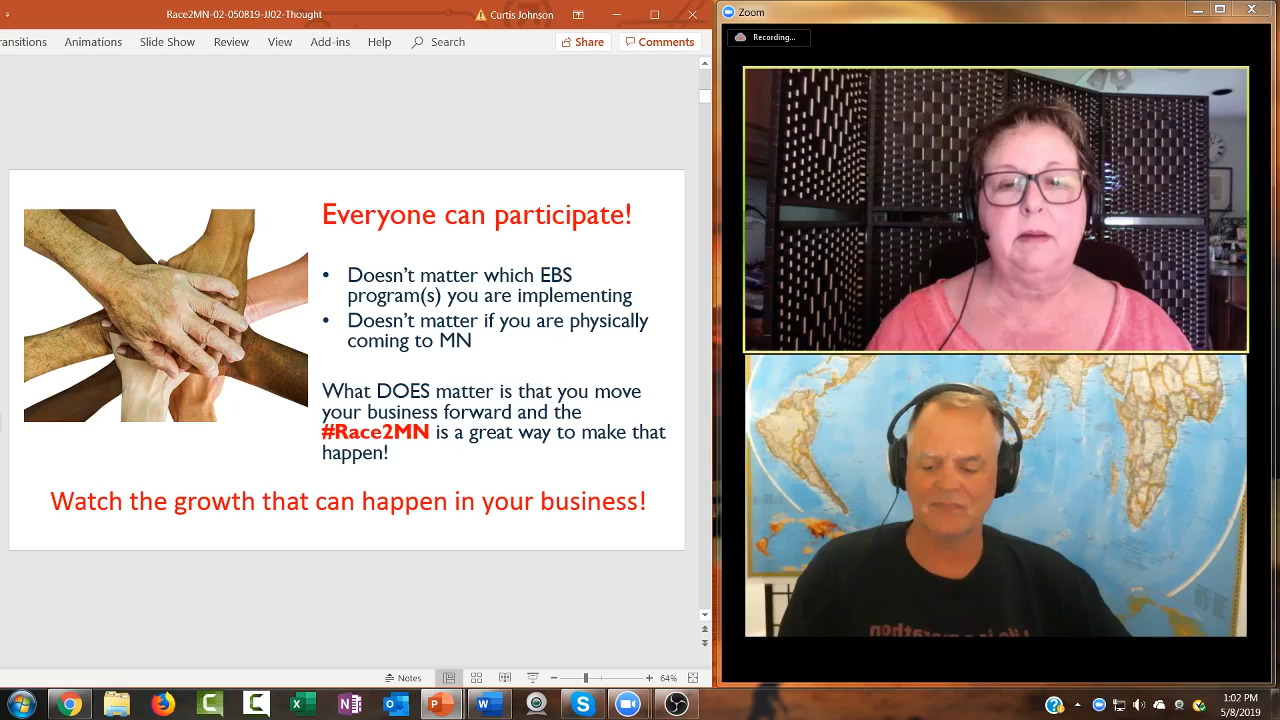 Race2MN-02-050819-JJ02-Thought
Curtis Johnson
Zoom
Recording...
ransitions Animations Slide Show Review View Add-ins Help Search Share Comments
Everyone can participate!
• Doesn't matter which EBS
program(s) you are implementing
• Doesn't matter if you are physically
coming to MN
What DOES matter is that you move
your business forward and the
#Race2MN is a great way to make that
happen!
Watch the growth that can happen in your business!
Life is a marathon
Notes
64%
1:02 PM
5/8/2019